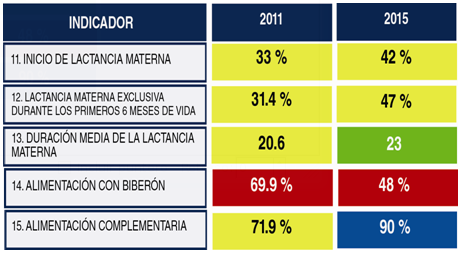 INDICADOR 2011 2015
11. INICIO DE LACTANCIA MATERNA 33 % 42 %
12. LACTANCIA MATERNA EXCLUSIVA
DURANTE LOS PRIMEROS 6 MESES DE VIDA 31.4 % 47 %
13. DURACIÓN MEDIA DE LA LACTANCIA
MATERNA 20.6 23
14. ALIMENTACIÓN CON BIBERÓN 69.9 % 48 %
15. ALIMENTACIÓN COMPLEMENTARIA 71.9 % 90 %